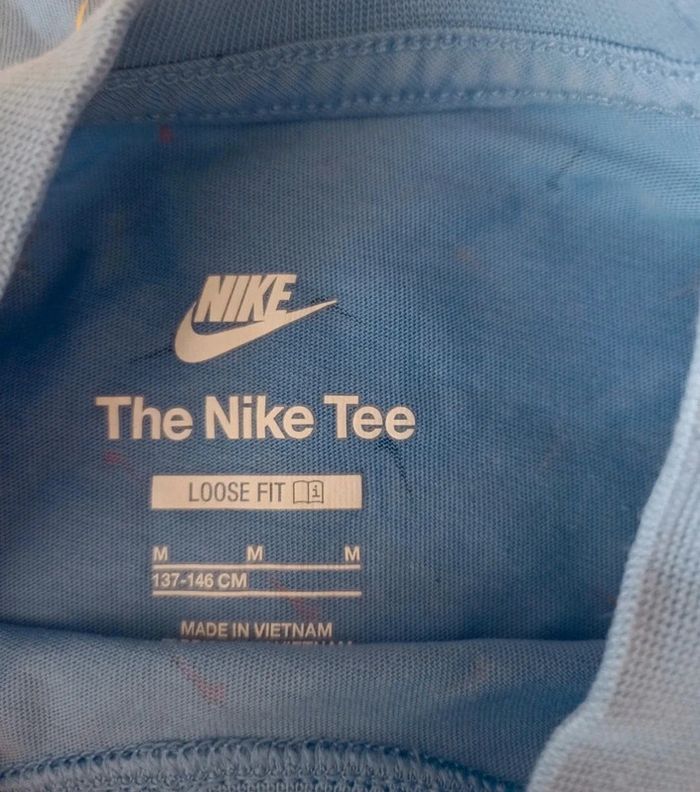 NIKE
The Nike Tee
LOOSE FIT
M M M
137-146 CM
MADE IN VIETNAM